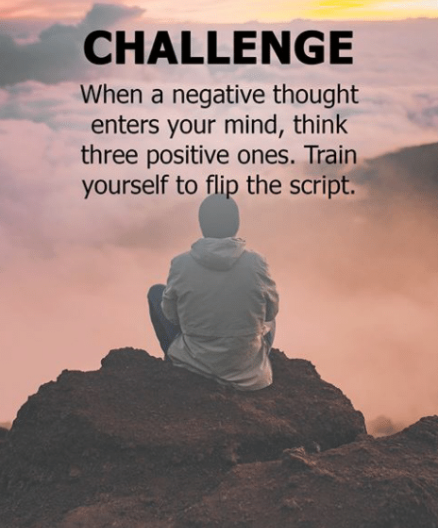 CHALLENGE
When a negative thought
enters your mind, think
three positive ones. Train
yourself to flip the script.